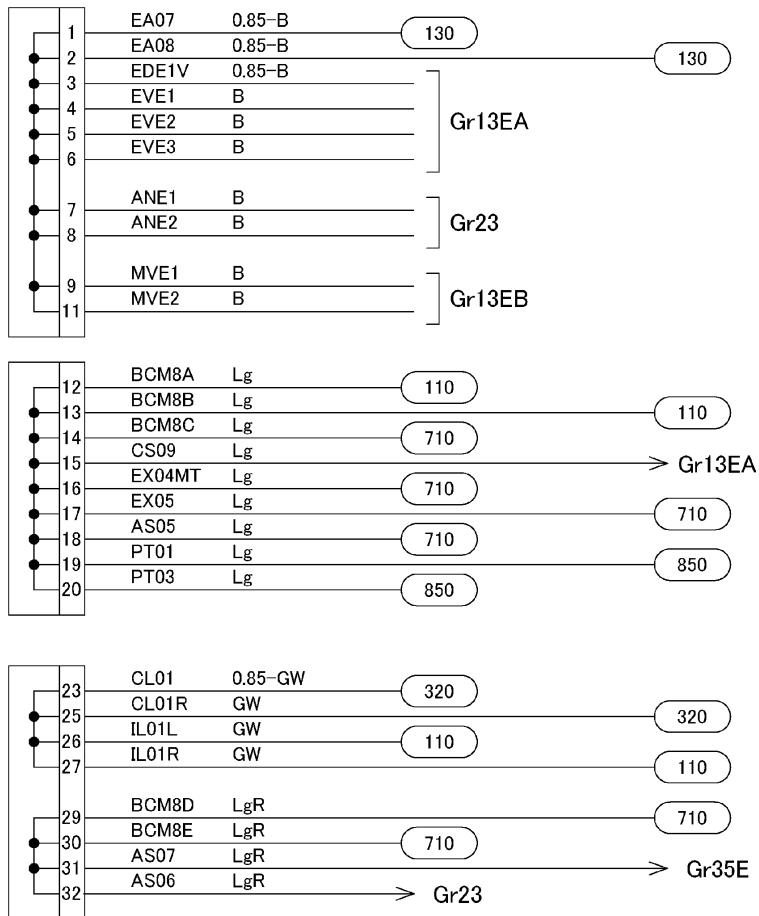 1 EA07 0.85-B 130
2 EA08 0.85-B 130
3 EDE1V 0.85-B
4 EVE1 B
5 EVE2 B
6 EVE3 B
Gr13EA
7 ANE1 B
8 ANE2 B
Gr23
9 MVE1 B
11 MVE2 B
Gr13EB
12 BCM8A Lg 110
13 BCM8B Lg 110
14 BCM8C Lg 710
15 CS09 Lg Gr13EA
16 EX04MT Lg 710
17 EX05 Lg 710
18 AS05 Lg 710
19 PT01 Lg 850
20 PT03 Lg 850
23 CL01 0.85-GW 320
25 CL01R GW 320
26 IL01L GW 110
27 IL01R GW 110
29 BCM8D LgR 710
30 BCM8E LgR 710
31 AS07 LgR Gr35E
32 AS06 LgR Gr23